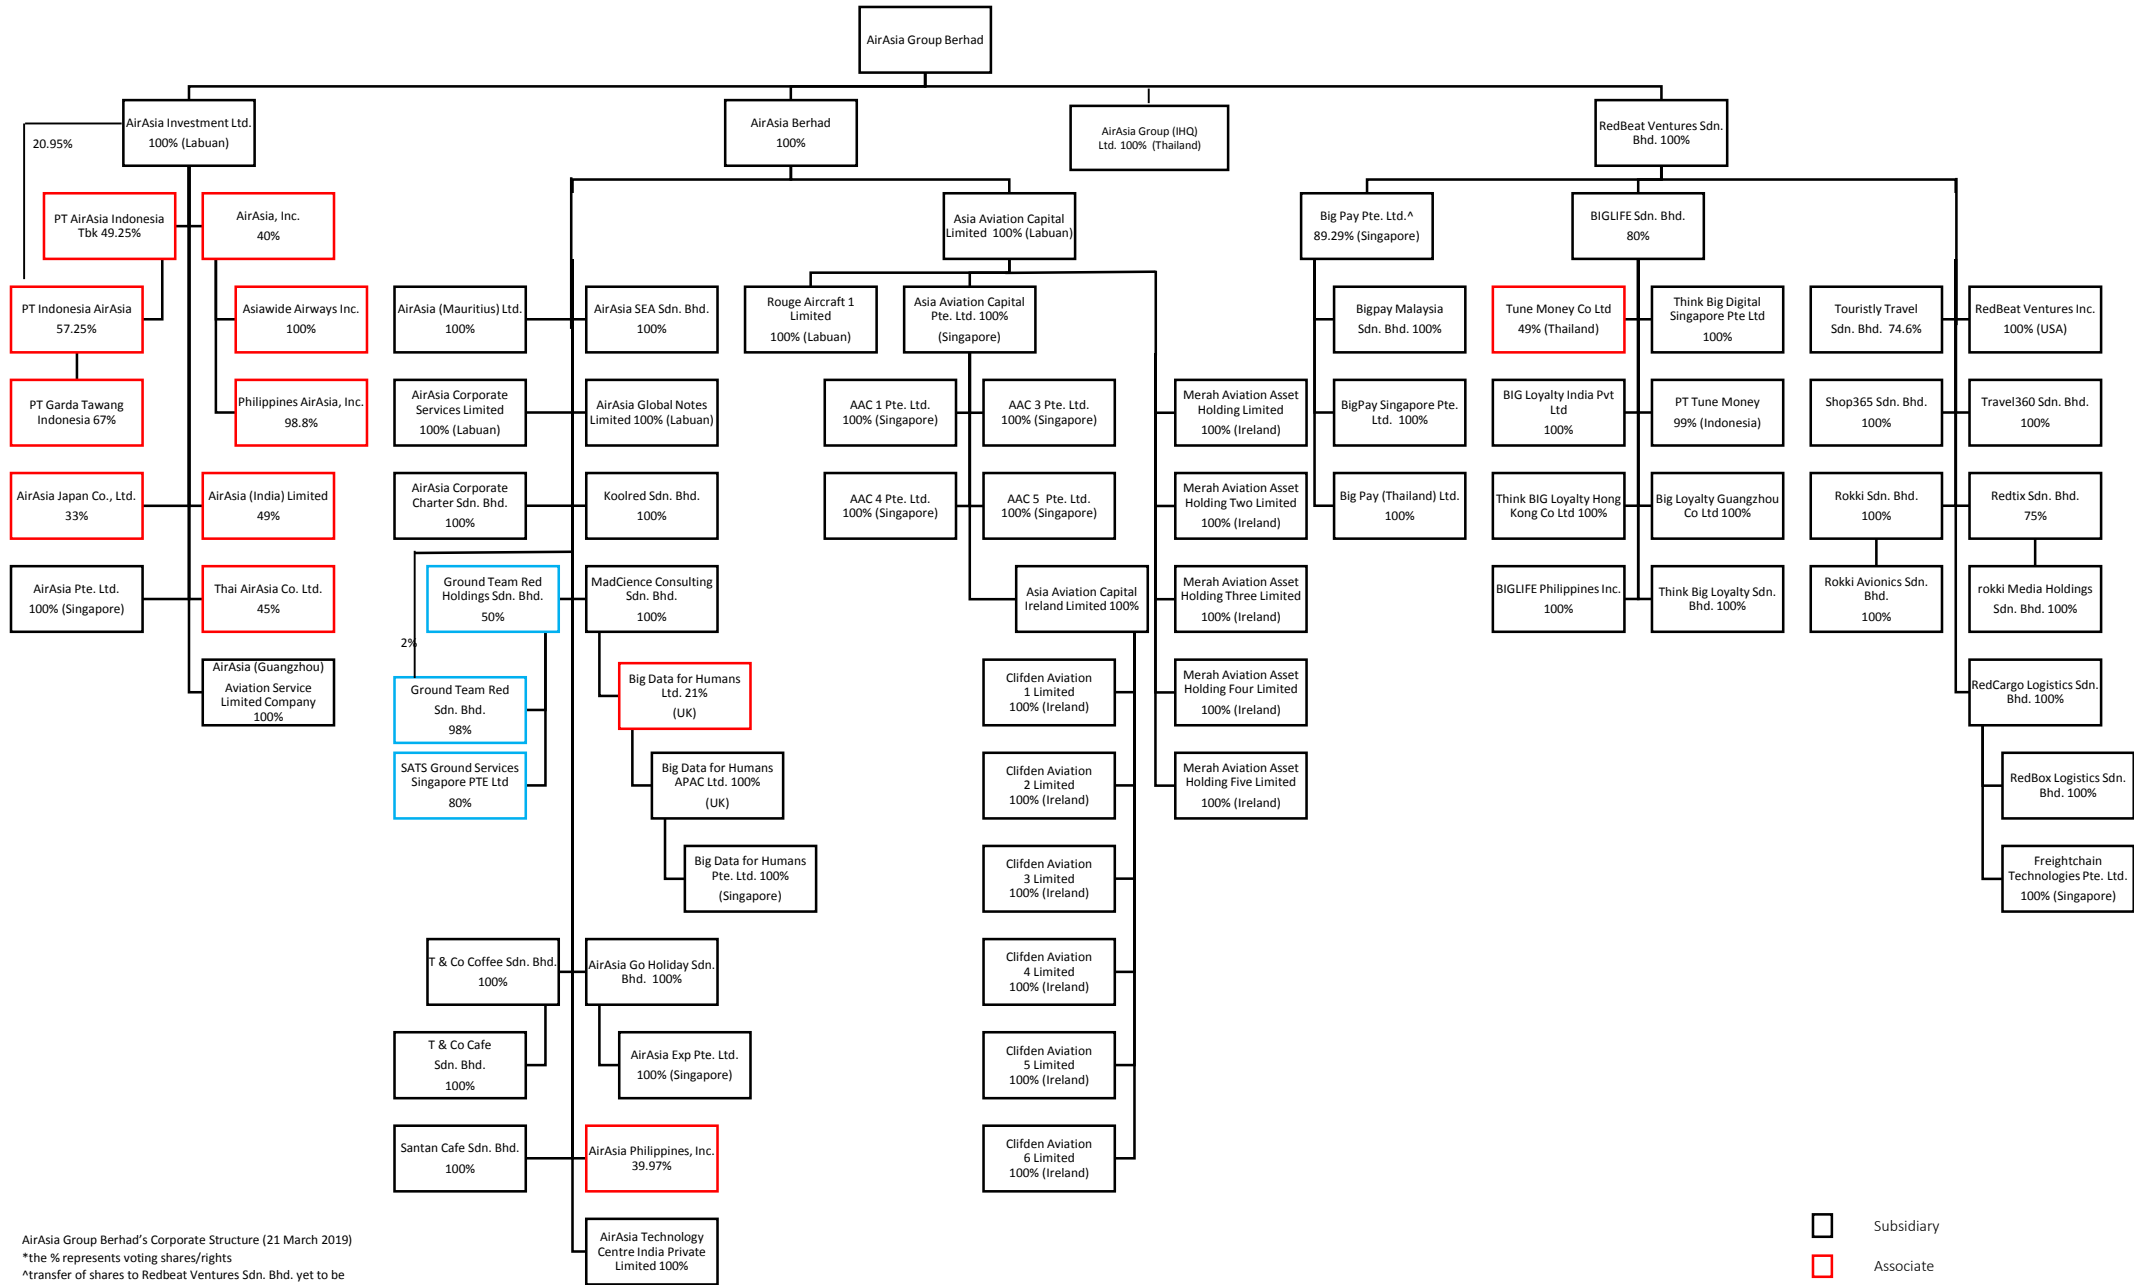 AirAsia Group Berhad
AirAsia Investment Ltd.
100% (Labuan)
AirAsia Berhad
100%
AirAsia Group (IHQ)
Ltd. 100% (Thailand)
RedBeat Ventures Sdn.
Bhd. 100%
20.95%
PT AirAsia Indonesia
Tbk 49.25%
AirAsia, Inc.
40%
PT Indonesia AirAsia
57.25%
Asiawide Airways Inc.
100%
PT Garda Tawang
Indonesia 67%
Philippines AirAsia, Inc.
98.8%
AirAsia Japan Co., Ltd.
33%
AirAsia (India) Limited
49%
AirAsia Pte. Ltd.
100% (Singapore)
Thai AirAsia Co. Ltd.
45%
AirAsia (Guangzhou)
Aviation Service
Limited Company
100%
AirAsia (Mauritius) Ltd.
100%
AirAsia SEA Sdn. Bhd.
100%
AirAsia Corporate
Services Limited
100% (Labuan)
AirAsia Global Notes
Limited 100% (Labuan)
AirAsia Corporate
Charter Sdn. Bhd.
100%
Koolred Sdn. Bhd.
100%
Ground Team Red
Holdings Sdn. Bhd.
50%
MadCience Consulting
Sdn. Bhd.
100%
2%
Ground Team Red
Sdn. Bhd.
98%
Big Data for Humans
Ltd. 21%
(UK)
SATS Ground Services
Singapore PTE Ltd
80%
Big Data for Humans
APAC Ltd. 100%
(UK)
Big Data for Humans
Pte. Ltd. 100%
(Singapore)
T & Co Coffee Sdn. Bhd.
100%
AirAsia Go Holiday Sdn.
Bhd. 100%
T & Co Cafe
Sdn. Bhd.
100%
AirAsia Exp Pte. Ltd.
100% (Singapore)
Santan Cafe Sdn. Bhd.
100%
AirAsia Philippines, Inc.
39.97%
AirAsia Technology
Centre India Private
Limited 100%
Asia Aviation Capital
Limited 100% (Labuan)
Rouge Aircraft 1
Limited
100% (Labuan)
Asia Aviation Capital
Pte. Ltd. 100%
(Singapore)
AAC 1 Pte. Ltd.
100% (Singapore)
AAC 3 Pte. Ltd.
100% (Singapore)
AAC 4 Pte. Ltd.
100% (Singapore)
AAC 5 Pte. Ltd.
100% (Singapore)
Asia Aviation Capital
Ireland Limited 100%
Clifden Aviation
1 Limited
100% (Ireland)
Clifden Aviation
2 Limited
100% (Ireland)
Clifden Aviation
3 Limited
100% (Ireland)
Clifden Aviation
4 Limited
100% (Ireland)
Clifden Aviation
5 Limited
100% (Ireland)
Clifden Aviation
6 Limited
100% (Ireland)
Merah Aviation Asset
Holding Limited
100% (Ireland)
Merah Aviation Asset
Holding Two Limited
100% (Ireland)
Merah Aviation Asset
Holding Three Limited
100% (Ireland)
Merah Aviation Asset
Holding Four Limited
100% (Ireland)
Merah Aviation Asset
Holding Five Limited
100% (Ireland)
Big Pay Pte. Ltd.^
89.29% (Singapore)
Bigpay Malaysia
Sdn. Bhd. 100%
BigPay Singapore Pte.
Ltd. 100%
Big Pay (Thailand) Ltd.
100%
BIGLIFE Sdn. Bhd.
80%
Tune Money Co Ltd
49% (Thailand)
Think Big Digital
Singapore Pte Ltd
100%
BIG Loyalty India Pvt
Ltd
100%
PT Tune Money
99% (Indonesia)
Think BIG Loyalty Hong
Kong Co Ltd 100%
Big Loyalty Guangzhou
Co Ltd 100%
BIGLIFE Philippines Inc.
100%
Think Big Loyalty Sdn.
Bhd. 100%
Touristly Travel
Sdn. Bhd. 74.6%
RedBeat Ventures Inc.
100% (USA)
Shop365 Sdn. Bhd.
100%
Travel360 Sdn. Bhd.
100%
Rokki Sdn. Bhd.
100%
Redtix Sdn. Bhd.
75%
Rokki Avionics Sdn.
Bhd.
100%
rokki Media Holdings
Sdn. Bhd. 100%
RedCargo Logistics Sdn.
Bhd. 100%
RedBox Logistics Sdn.
Bhd. 100%
Freightchain
Technologies Pte. Ltd.
100% (Singapore)
AirAsia Group Berhad’s Corporate Structure (21 March 2019)
*the % represents voting shares/rights
^transfer of shares to Redbeat Ventures Sdn. Bhd. yet to be
Subsidiary
Associate